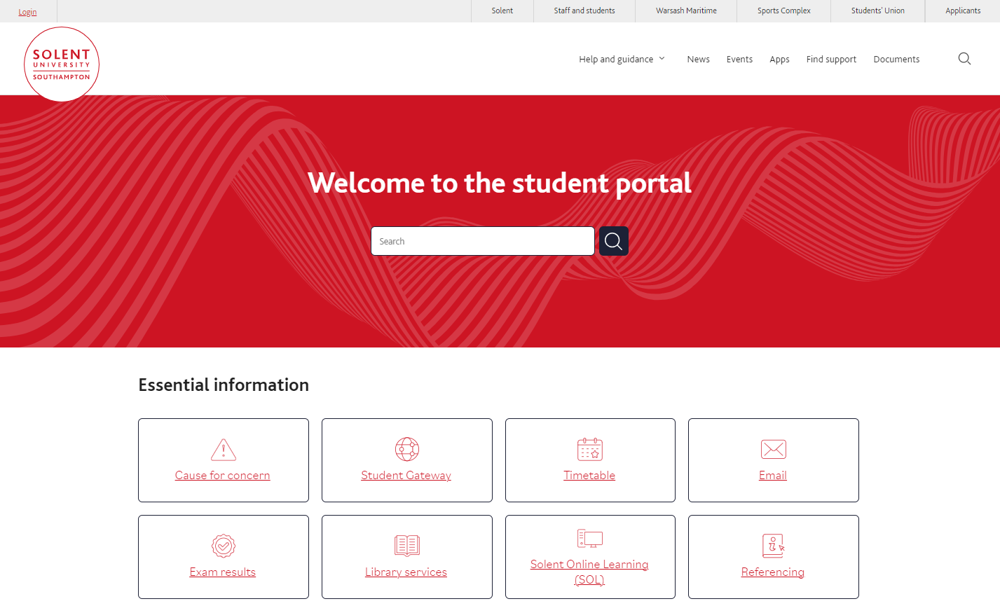 Login
Solent
Staff and students
Warsash Maritime
Sports Complex
Students' Union
Applicants
SOLENT
UNIVERSITY
SOUTHAMPTON
Help and guidance
News
Events
Apps
Find support
Documents
Welcome to the student portal
Search
Essential information
Cause for concern
Student Gateway
Timetable
Email
Exam results
Library services
Solent Online Learning
(SOL)
Referencing